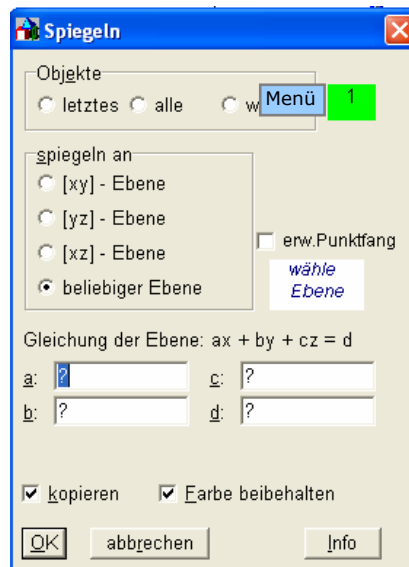 Spiegeln
Objekte
letztes alle Menü 1
spiegeln an
[xy] - Ebene
[yz] - Ebene
[xz] - Ebene
erw.Punktfang
beliebiger Ebene
wähle
Ebene
Gleichung der Ebene: ax + by + cz = d
a: ? c: ?
b: ? d: ?
kopieren Farbe beibehalten
OK abbrechen Info